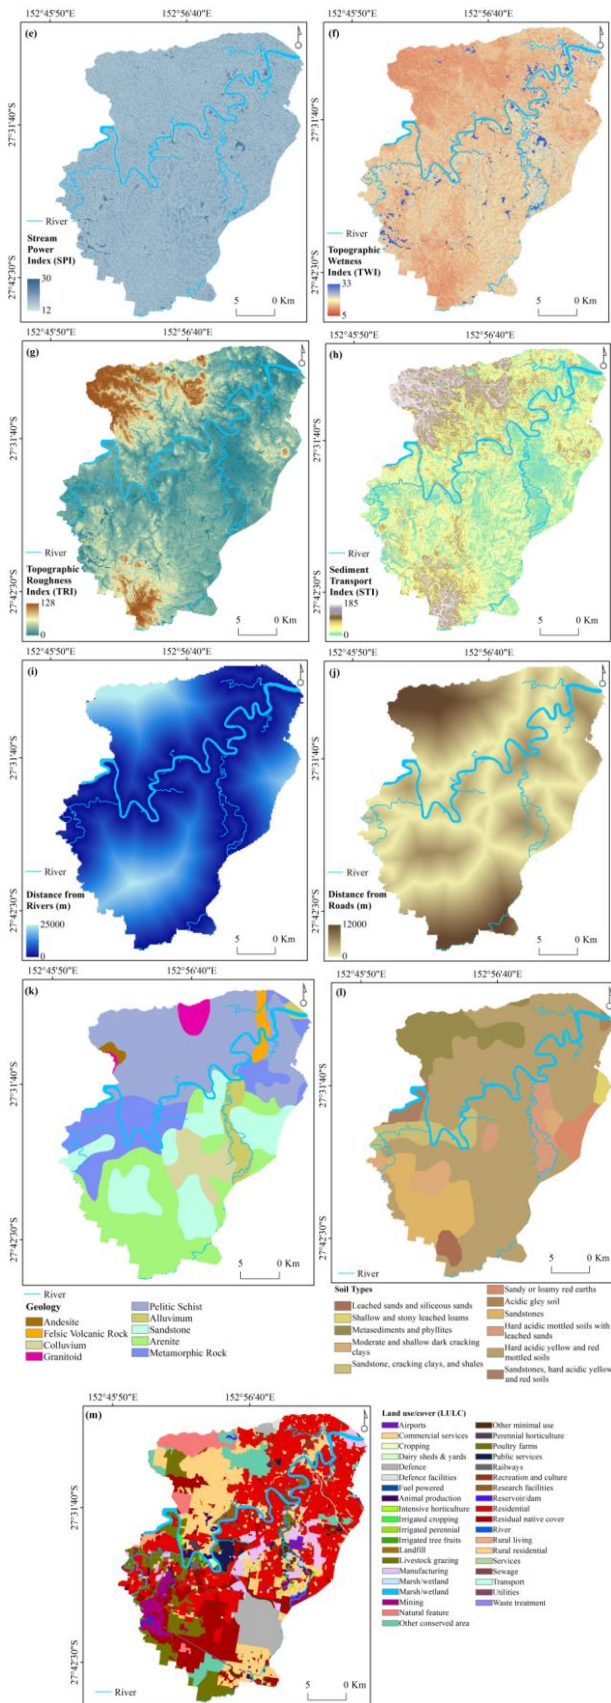 152°45'50"E 152°56'40"E 152°45'50"E 152°56'40"E
(e) (f)
27°31'40"S 27°31'40"S
27°42'30"S 27°42'30"S
River River
Stream
Power
Index (SPI)
30
12
5 0 Km
Topographic
Wetness
Index (TWI)
33
5
5 0 Km
152°45'50"E 152°56'40"E 152°45'50"E 152°56'40"E
(g) (h)
27°31'40"S 27°31'40"S
27°42'30"S 27°42'30"S
River River
Topographic
Roughness
Index (TRI)
128
0
5 0 Km
Sediment
Transport
Index (STI)
185
0
5 0 Km
152°45'50"E 152°56'40"E 152°45'50"E 152°56'40"E
(i) (j)
27°31'40"S 27°31'40"S
27°42'30"S 27°42'30"S
River River
Distance from
Rivers (m)
25000
0
5 0 Km
Distance from
Roads (m)
12000
0
5 0 Km
152°45'50"E 152°56'40"E 152°45'50"E 152°56'40"E
(k) (l)
27°31'40"S 27°31'40"S
27°42'30"S 27°42'30"S
5 0 Km 5 0 Km
River
Geology
Andesite
Felsic Volcanic Rock
Colluvium
Granitoid
Pelitic Schist
Alluvinum
Sandstone
Arenite
Metamorphic Rock
River
Soil Types
Leached sands and siliceous sands
Shallow and stony leached loams
Metasediments and phyllites
Moderate and shallow dark cracking
clays
Sandstone, cracking clays, and shales
Sandy or loamy red earths
Acidic gley soil
Sandstones
Hard acidic mottled soils with
leached sands
Hard acidic yellow and red
mottled soils
Sandstones, hard acidic yellow
and red soils
152°45'50"E 152°56'40"E
(m)
27°31'40"S
27°42'30"S
River
5 0 Km
Land use/cover (LULC)
Airports
Commercial services
Cropping
Dairy sheds & yards
Defence
Defence facilities
Fuel powered
Animal production
Intensive horticulture
Irrigated cropping
Irrigated perennial
Irrigated tree fruits
Landfill
Livestock grazing
Manufacturing
Marsh/wetland
Marsh/wetland
Mining
Natural feature
Other conserved area
Other minimal use
Perennial horticulture
Poultry farms
Public services
Railways
Recreation and culture
Research facilities
Reservoir/dam
Residential
Residual native cover
River
Rural living
Rural residential
Services
Sewage
Transport
Utilities
Waste treatment